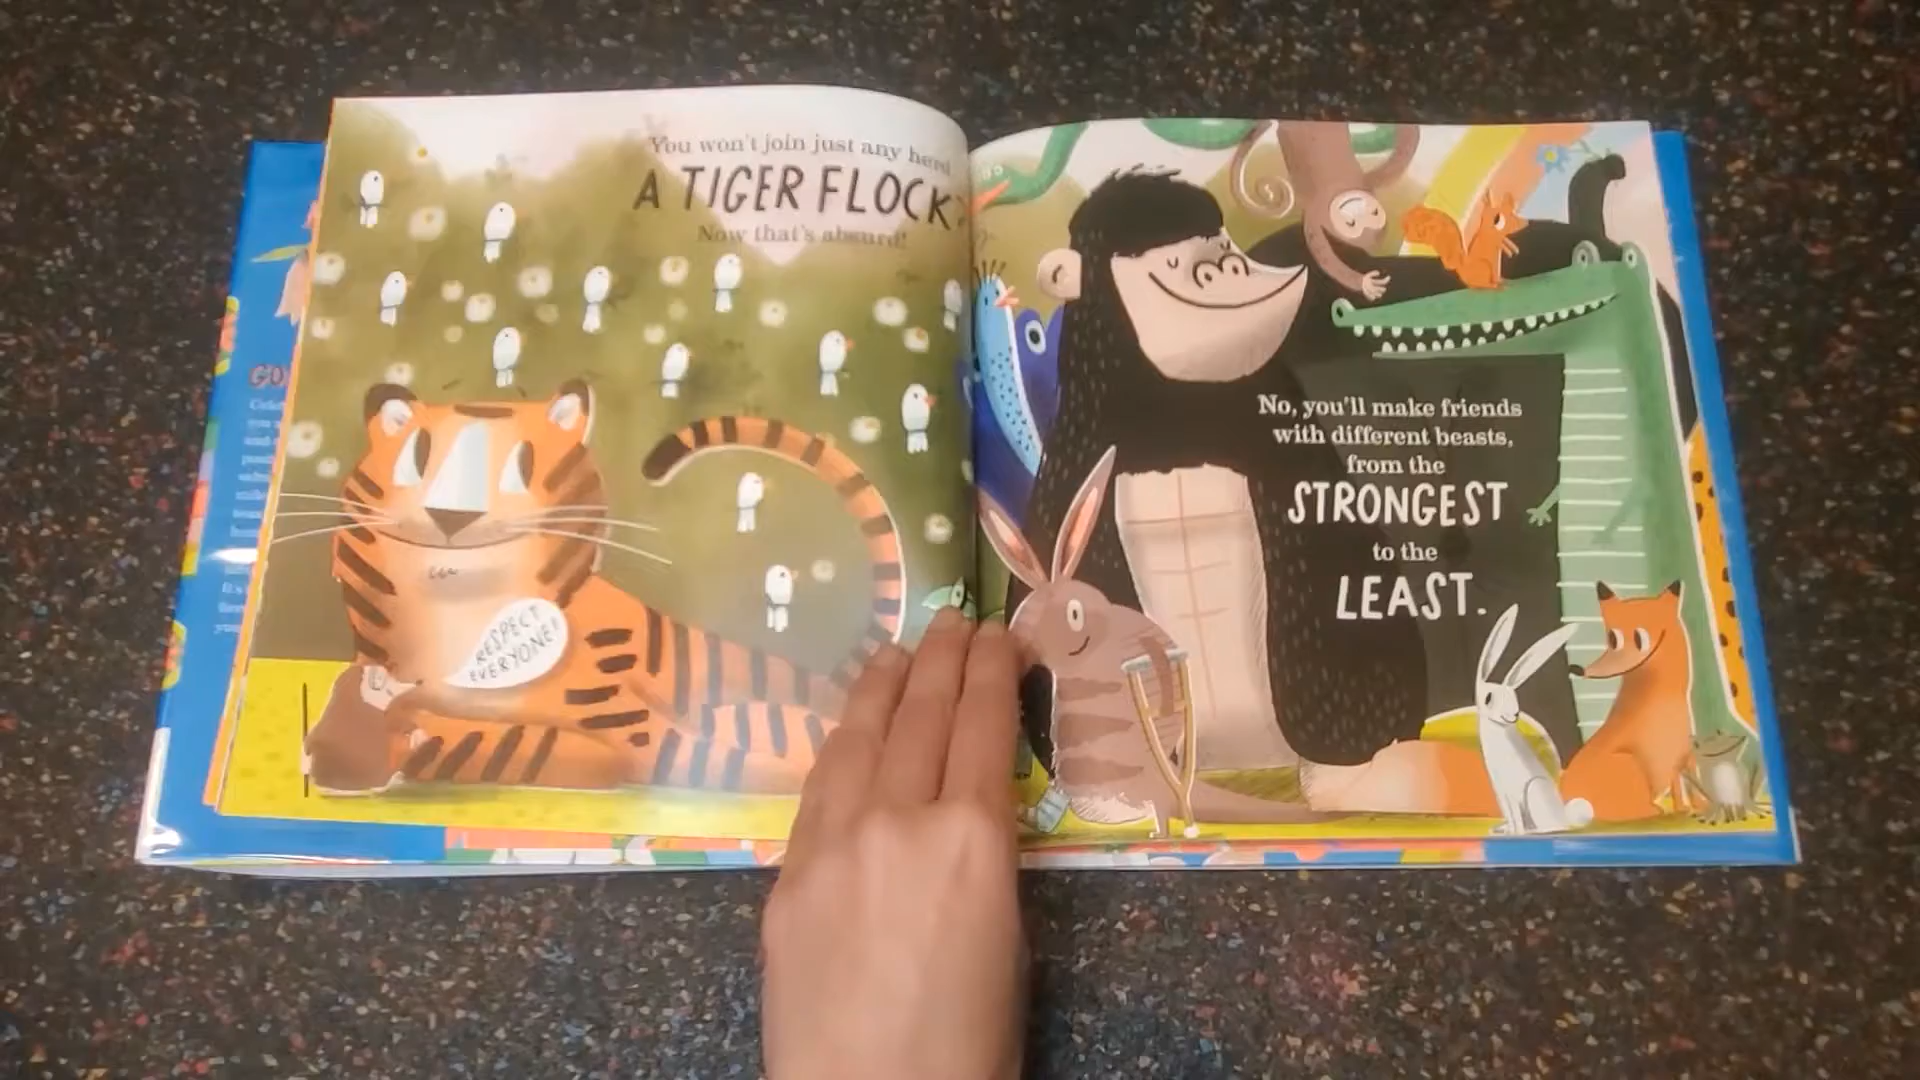 You won't join just any herd.
A TIGER FLOCK?
Now that's absurd!
RESPECT
EVERYONE!
No, you'll make friends
with different beasts,
from the
STRONGEST
to the
LEAST.
GO